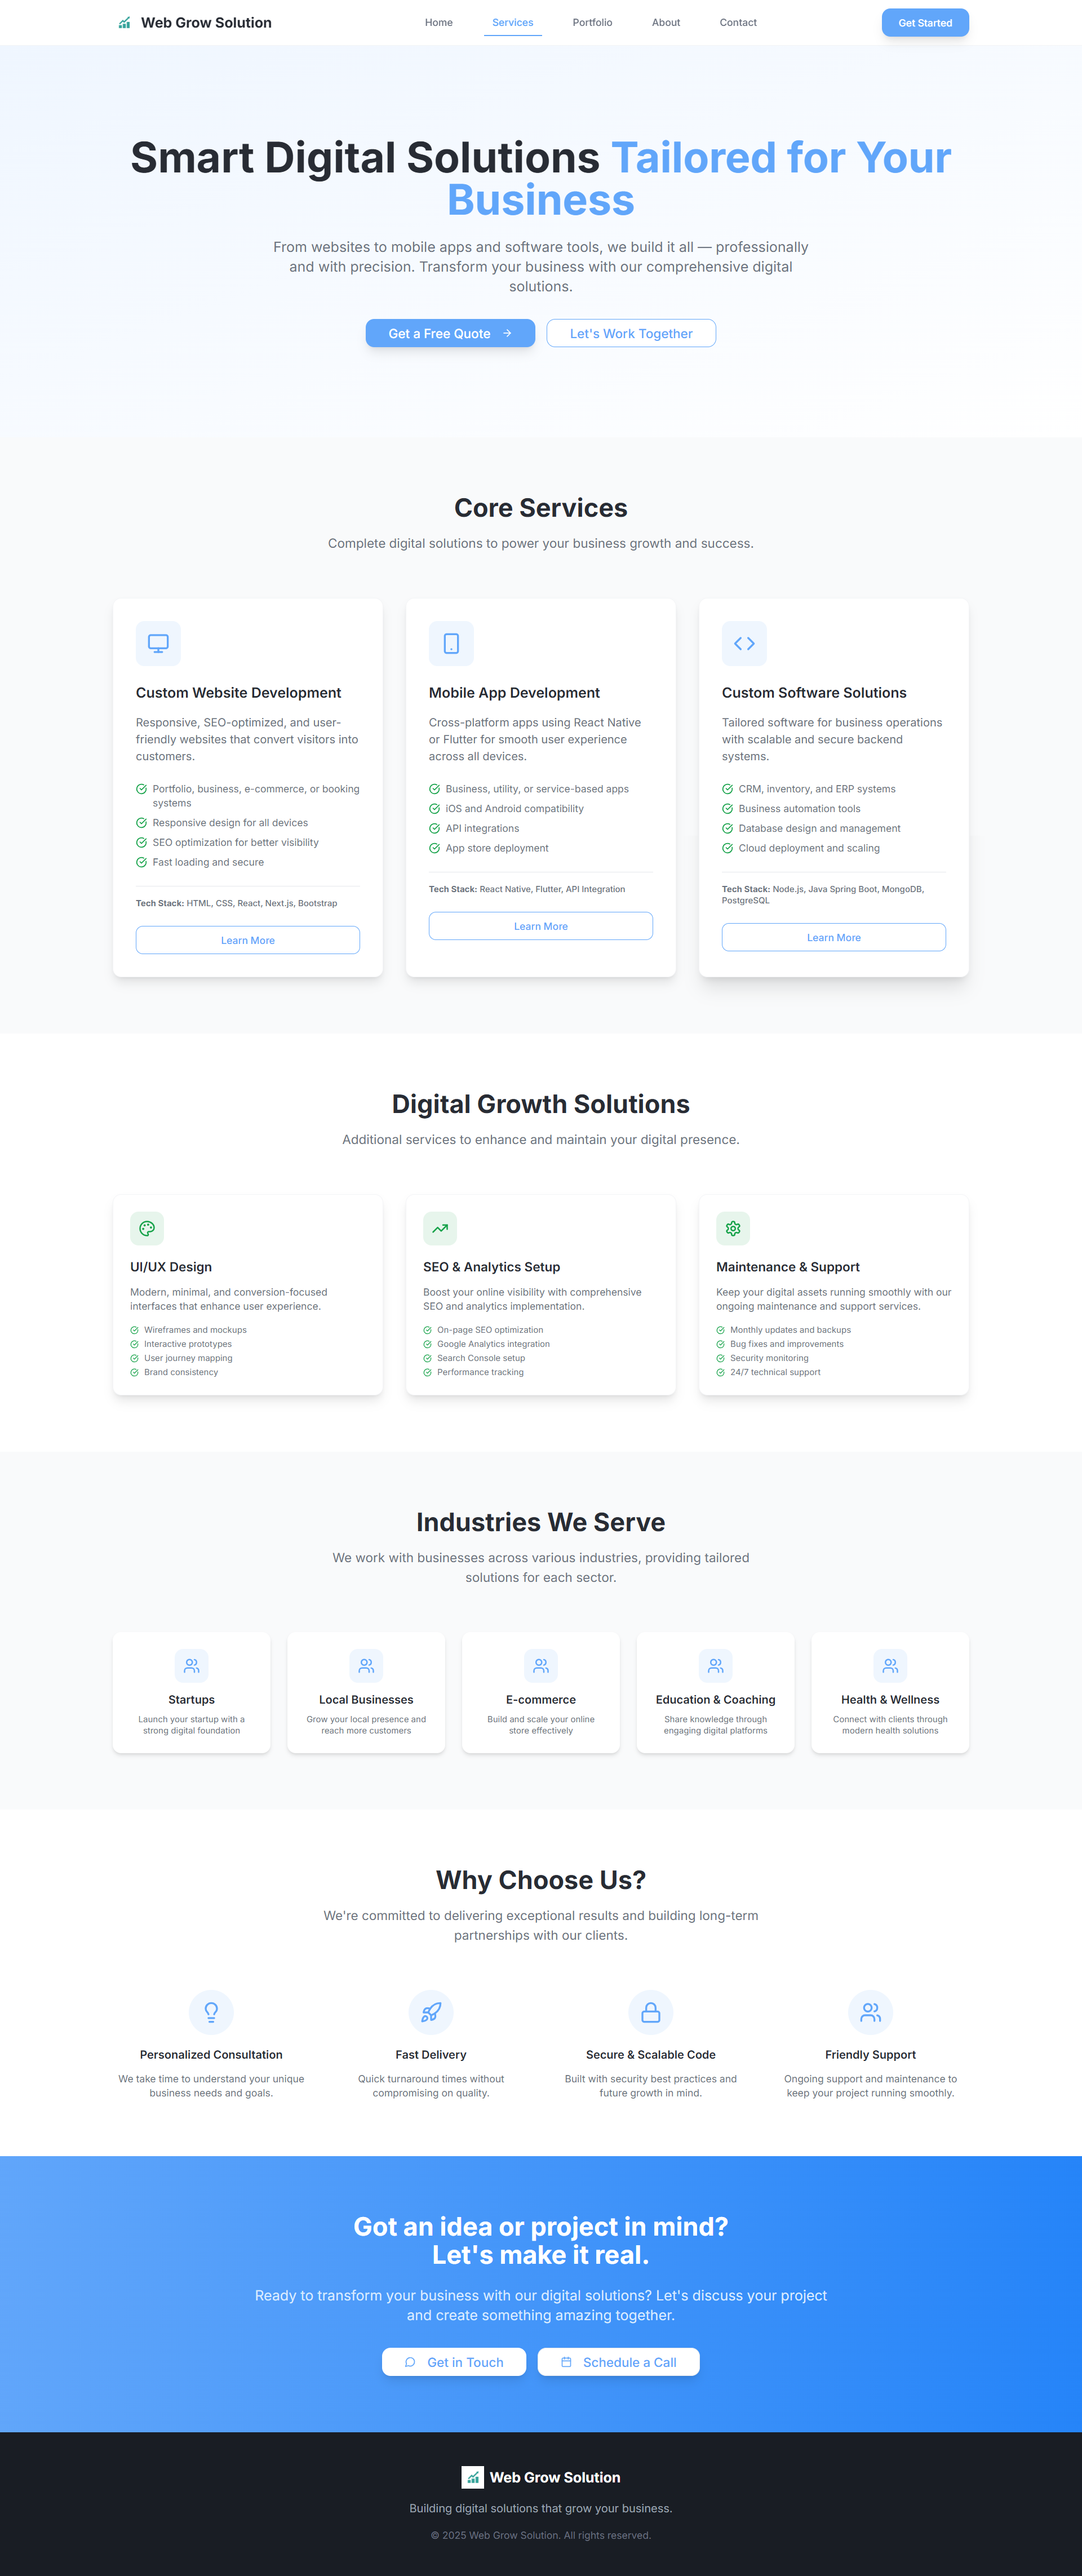 Web Grow Solution
Home
Services
Portfolio
About
Contact
Get Started
Smart Digital Solutions Tailored for Your
Business
From websites to mobile apps and software tools, we build it all — professionally
and with precision. Transform your business with our comprehensive digital
solutions.
Get a Free Quote
Let's Work Together
Core Services
Complete digital solutions to power your business growth and success.
Custom Website Development
Responsive, SEO-optimized, and user-
friendly websites that convert visitors into
customers.
Portfolio, business, e-commerce, or booking
systems
Responsive design for all devices
SEO optimization for better visibility
Fast loading and secure
Tech Stack: HTML, CSS, React, Next.js, Bootstrap
Learn More
Mobile App Development
Cross-platform apps using React Native
or Flutter for smooth user experience
across all devices.
Business, utility, or service-based apps
iOS and Android compatibility
API integrations
App store deployment
Tech Stack: React Native, Flutter, API Integration
Learn More
Custom Software Solutions
Tailored software for business operations
with scalable and secure backend
systems.
CRM, inventory, and ERP systems
Business automation tools
Database design and management
Cloud deployment and scaling
Tech Stack: Node.js, Java Spring Boot, MongoDB,
PostgreSQL
Learn More
Digital Growth Solutions
Additional services to enhance and maintain your digital presence.
UI/UX Design
Modern, minimal, and conversion-focused
interfaces that enhance user experience.
Wireframes and mockups
Interactive prototypes
User journey mapping
Brand consistency
SEO & Analytics Setup
Boost your online visibility with comprehensive
SEO and analytics implementation.
On-page SEO optimization
Google Analytics integration
Search Console setup
Performance tracking
Maintenance & Support
Keep your digital assets running smoothly with our
ongoing maintenance and support services.
Monthly updates and backups
Bug fixes and improvements
Security monitoring
24/7 technical support
Industries We Serve
We work with businesses across various industries, providing tailored
solutions for each sector.
Startups
Launch your startup with a
strong digital foundation
Local Businesses
Grow your local presence and
reach more customers
E-commerce
Build and scale your online
store effectively
Education & Coaching
Share knowledge through
engaging digital platforms
Health & Wellness
Connect with clients through
modern health solutions
Why Choose Us?
We're committed to delivering exceptional results and building long-term
partnerships with our clients.
Personalized Consultation
We take time to understand your unique
business needs and goals.
Fast Delivery
Quick turnaround times without
compromising on quality.
Secure & Scalable Code
Built with security best practices and
future growth in mind.
Friendly Support
Ongoing support and maintenance to
keep your project running smoothly.
Got an idea or project in mind?
Let's make it real.
Ready to transform your business with our digital solutions? Let's discuss your project
and create something amazing together.
Get in Touch
Schedule a Call
Web Grow Solution
Building digital solutions that grow your business.
© 2025 Web Grow Solution. All rights reserved.